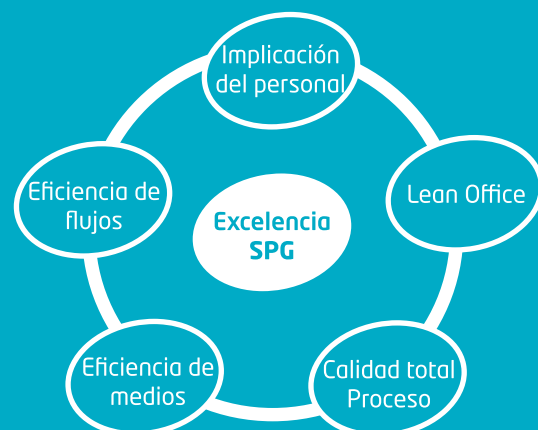 Implicación
del personal
Lean Office
Calidad total
Proceso
Eficiencia de
medios
Eficiencia de
flujos
Excelencia
SPG